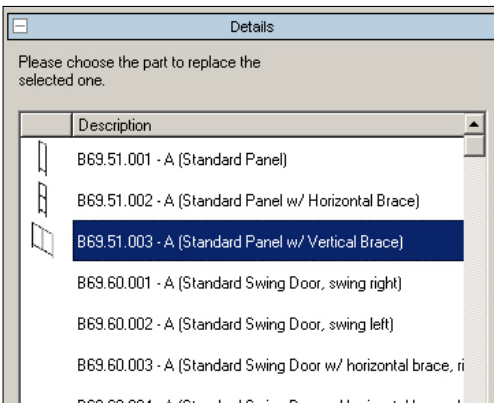 Details
Please choose the part to replace the
selected one.
Description
B69.51.001 - A (Standard Panel)
B69.51.002 - A (Standard Panel w/ Horizontal Brace)
B69.51.003 - A (Standard Panel w/ Vertical Brace)
B69.60.001 - A (Standard Swing Door, swing right)
B69.60.002 - A (Standard Swing Door, swing left)
B69.60.003 - A (Standard Swing Door w/ horizontal brace, ri